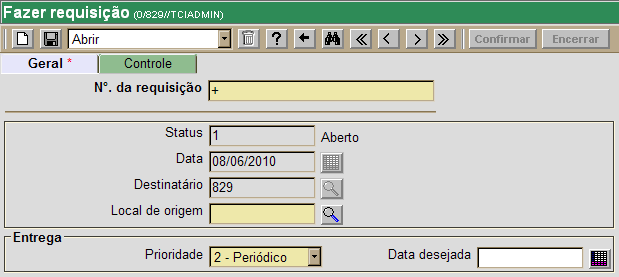 Fazer requisição (0/829//TCIADMIN)
Abrir ? Confirmar Encerrar
Geral * Controle
N°. da requisição +
Status 1 Aberto
Data 08/06/2010
Destinatário 829
Local de origem
Entrega
Prioridade 2 - Periódico Data desejada